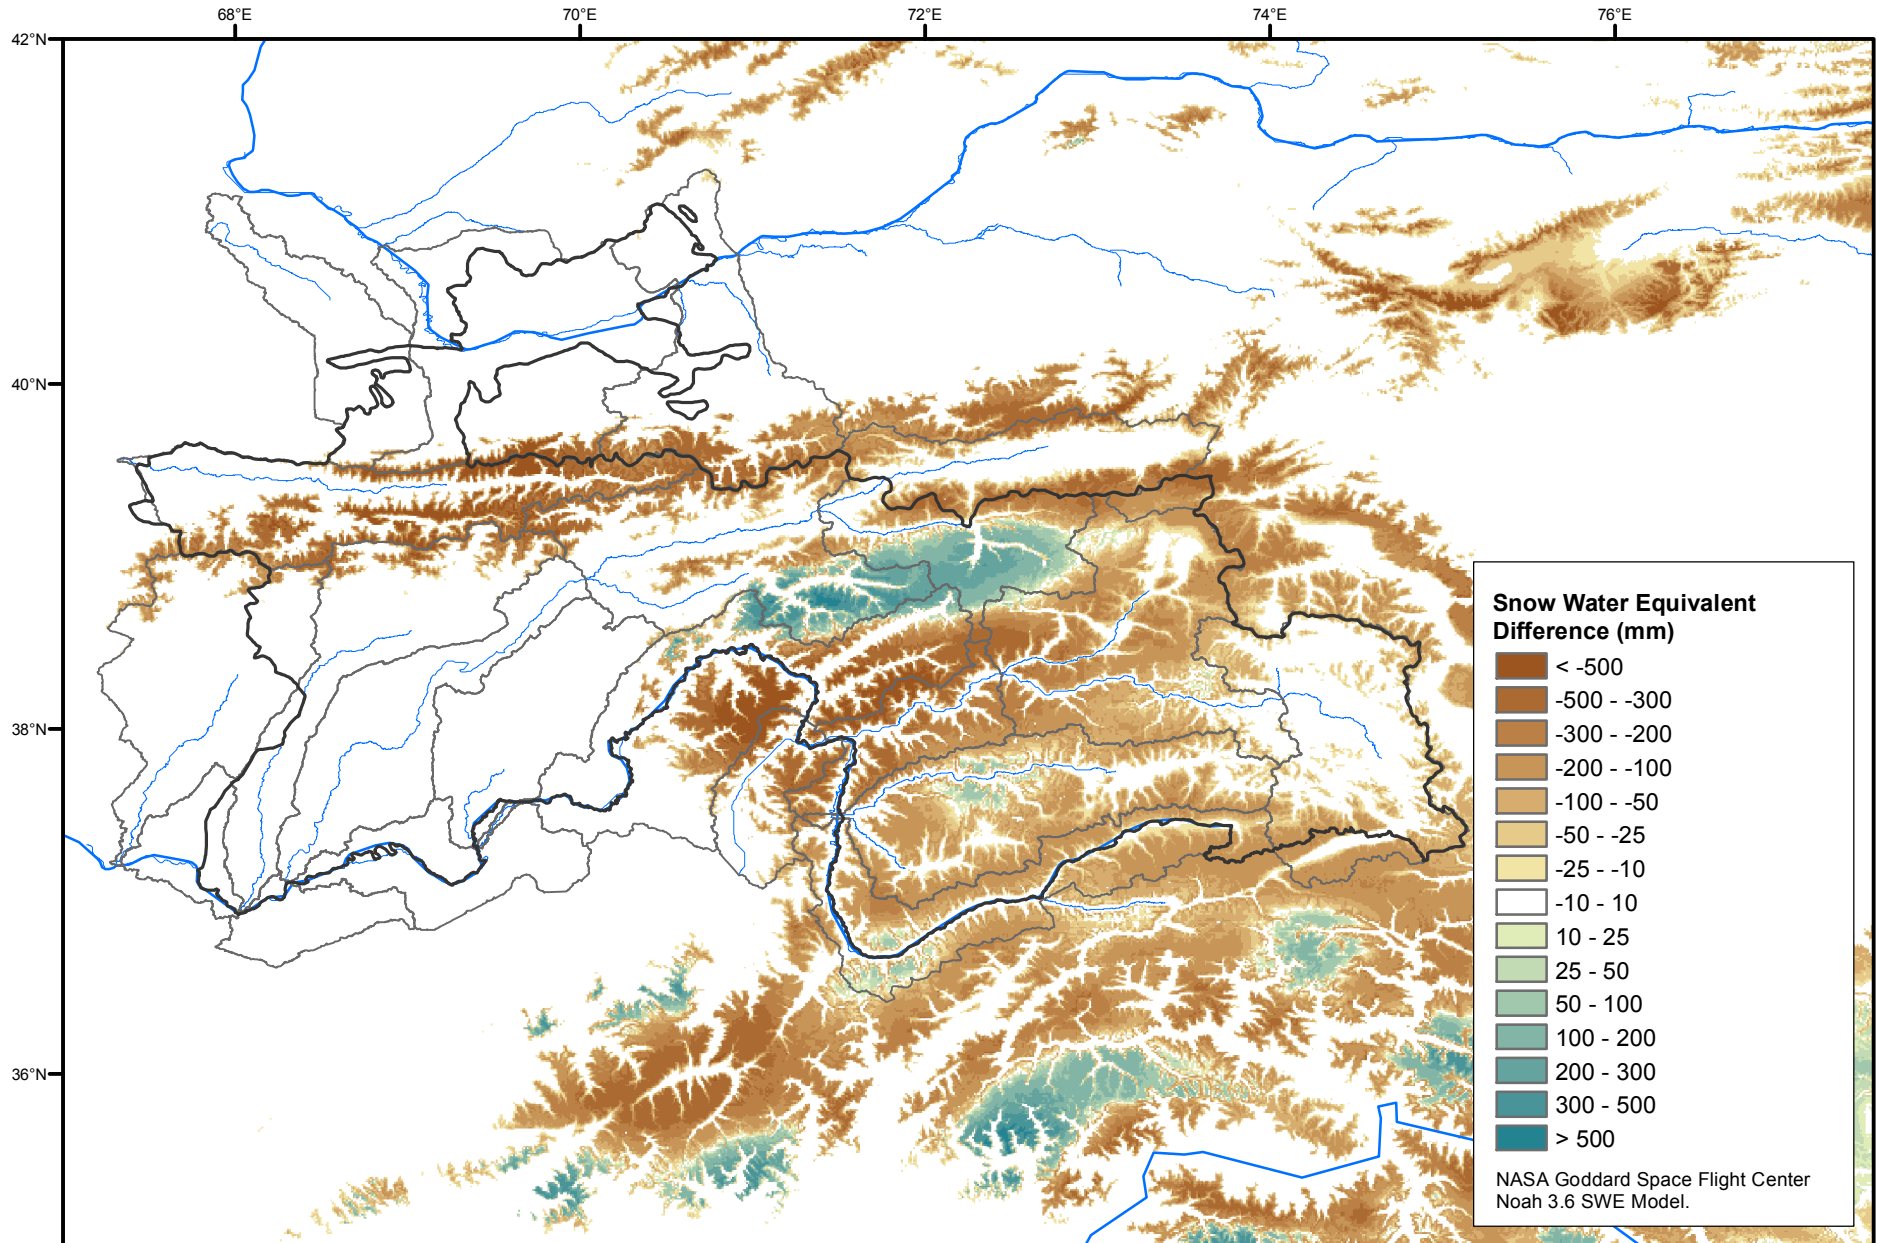 68°E 70°E 72°E 74°E 76°E
42°N
40°N
38°N
36°N
Snow Water Equivalent
Difference (mm)
< -500
-500 - -300
-300 - -200
-200 - -100
-100 - -50
-50 - -25
-25 - -10
-10 - 10
10 - 25
25 - 50
50 - 100
100 - 200
200 - 300
300 - 500
> 500
NASA Goddard Space Flight Center
Noah 3.6 SWE Model.